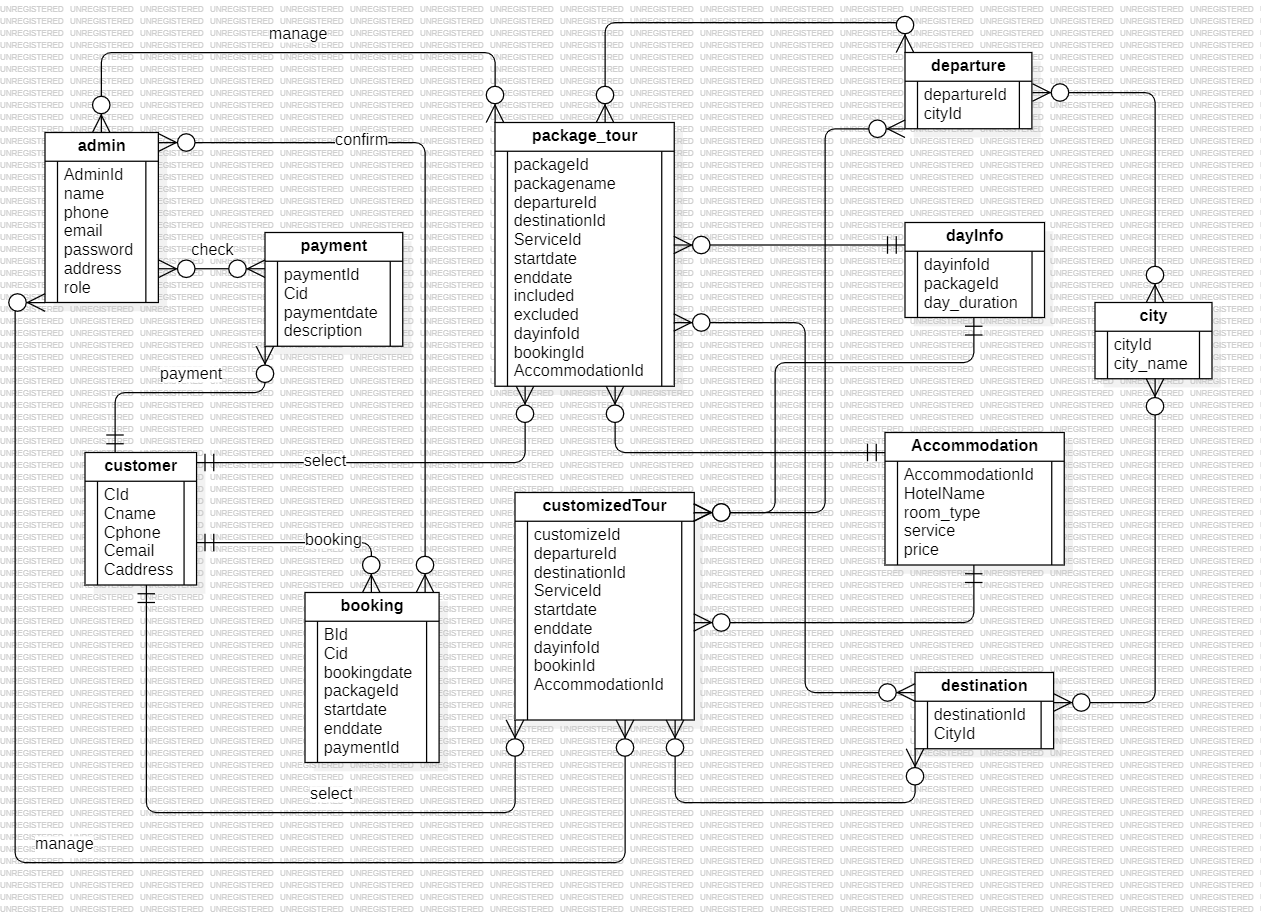 manage
departure
departureId
cityId
admin
AdminId
name
phone
email
password
address
role
confirm
package_tour
packageId
packagename
departureId
destinationId
ServiceId
startdate
enddate
included
excluded
dayinfoId
bookingId
AccommodationId
check
payment
paymentId
Cid
paymentdate
description
dayInfo
dayinfoId
packageId
day_duration
city
cityId
city_name
payment
customer
CId
Cname
Cphone
Cemail
Caddress
select
Accommodation
AccommodationId
HotelName
room_type
service
price
customizedTour
customizeId
departureId
destinationId
ServiceId
startdate
enddate
dayinfoId
bookinId
AccommodationId
booking
booking
BId
Cid
bookingdate
packageId
startdate
enddate
paymentId
destination
destinationId
CityId
select
manage
UNREGISTERED